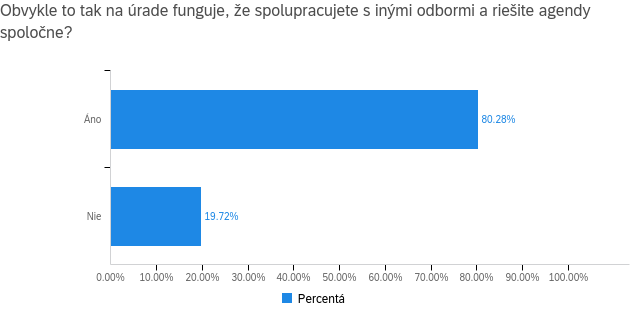 Obvykle to tak na úrade funguje, že spolupracujete s inými odbormi a riešite agendy
spoločne?
Áno
80.28%
Nie
19.72%
0.00% 10.00% 20.00% 30.00% 40.00% 50.00% 60.00% 70.00% 80.00% 90.00% 100.00%
Percentá